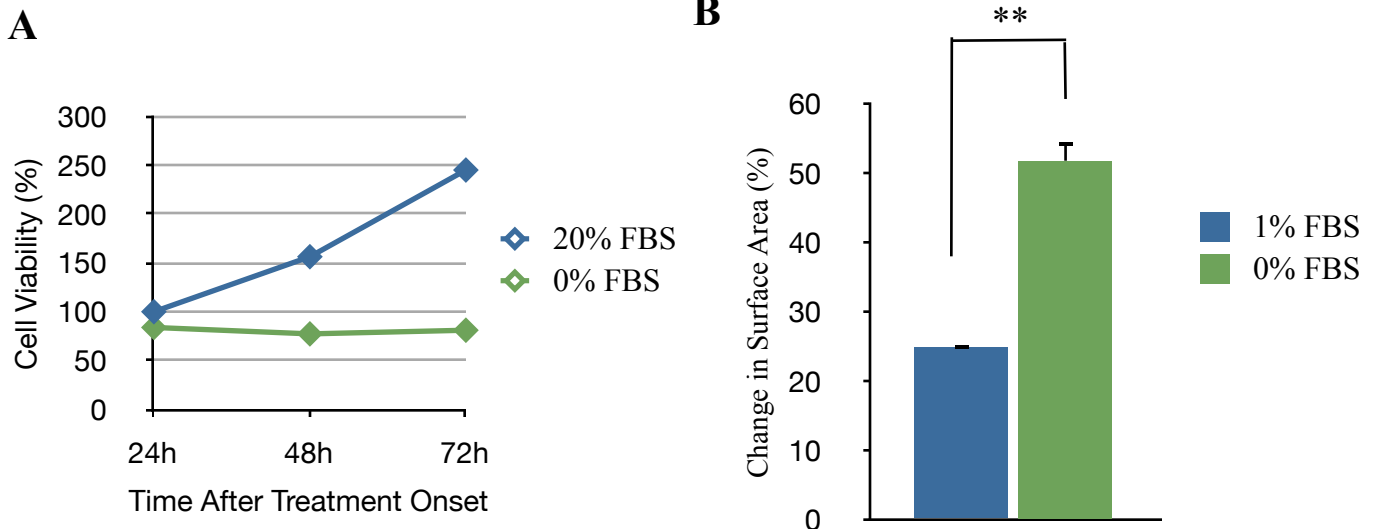 A
300
250
200
150
100
50
0
Cell Viability (%)
24h 48h 72h
Time After Treatment Onset
20% FBS
0% FBS
B
**
60
50
40
30
20
10
0
Change in Surface Area (%)
1% FBS
0% FBS